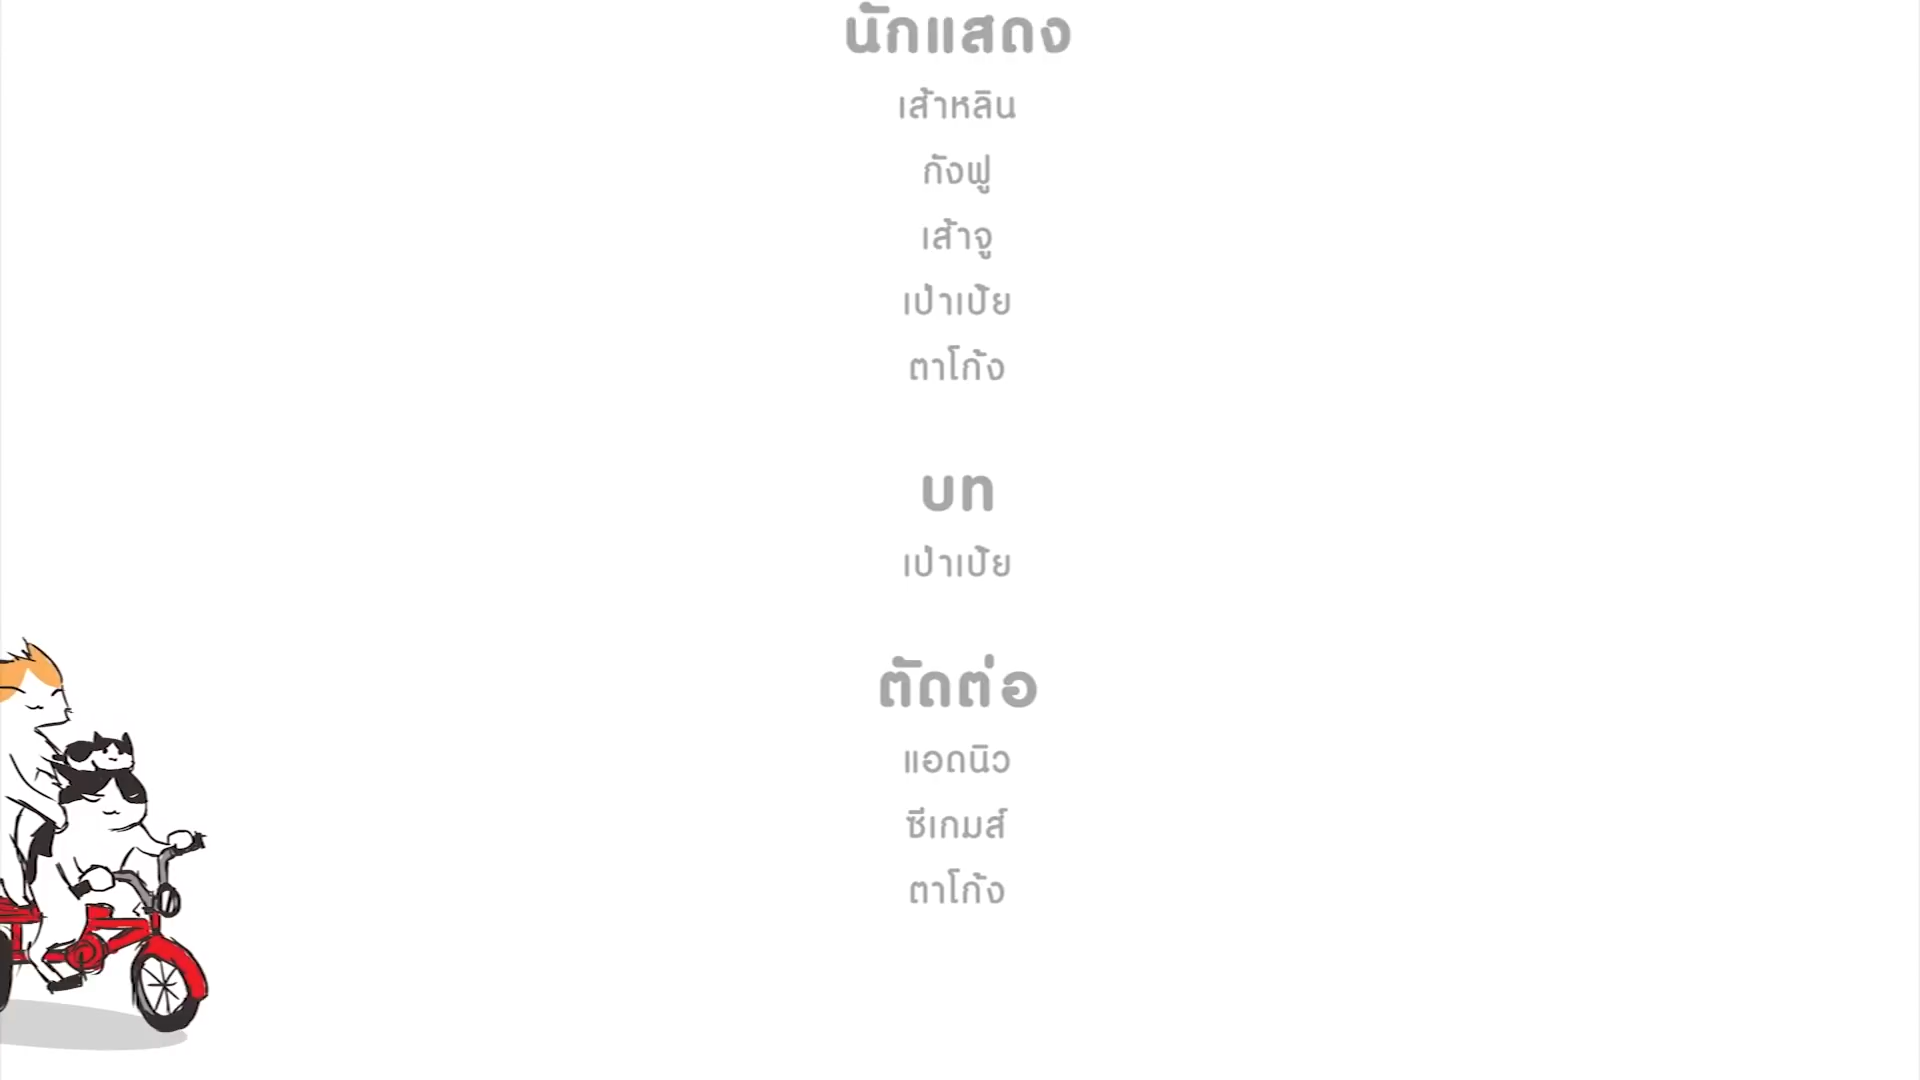 นักแสดง
เส้าหลิน
กังฟู
เส้าจู
เป่าเป้ย
ตาโก้ง
บท
เป่าเป้ย
ตัดต่อ
แอดนิว
ซีเกมส์
ตาโก้ง